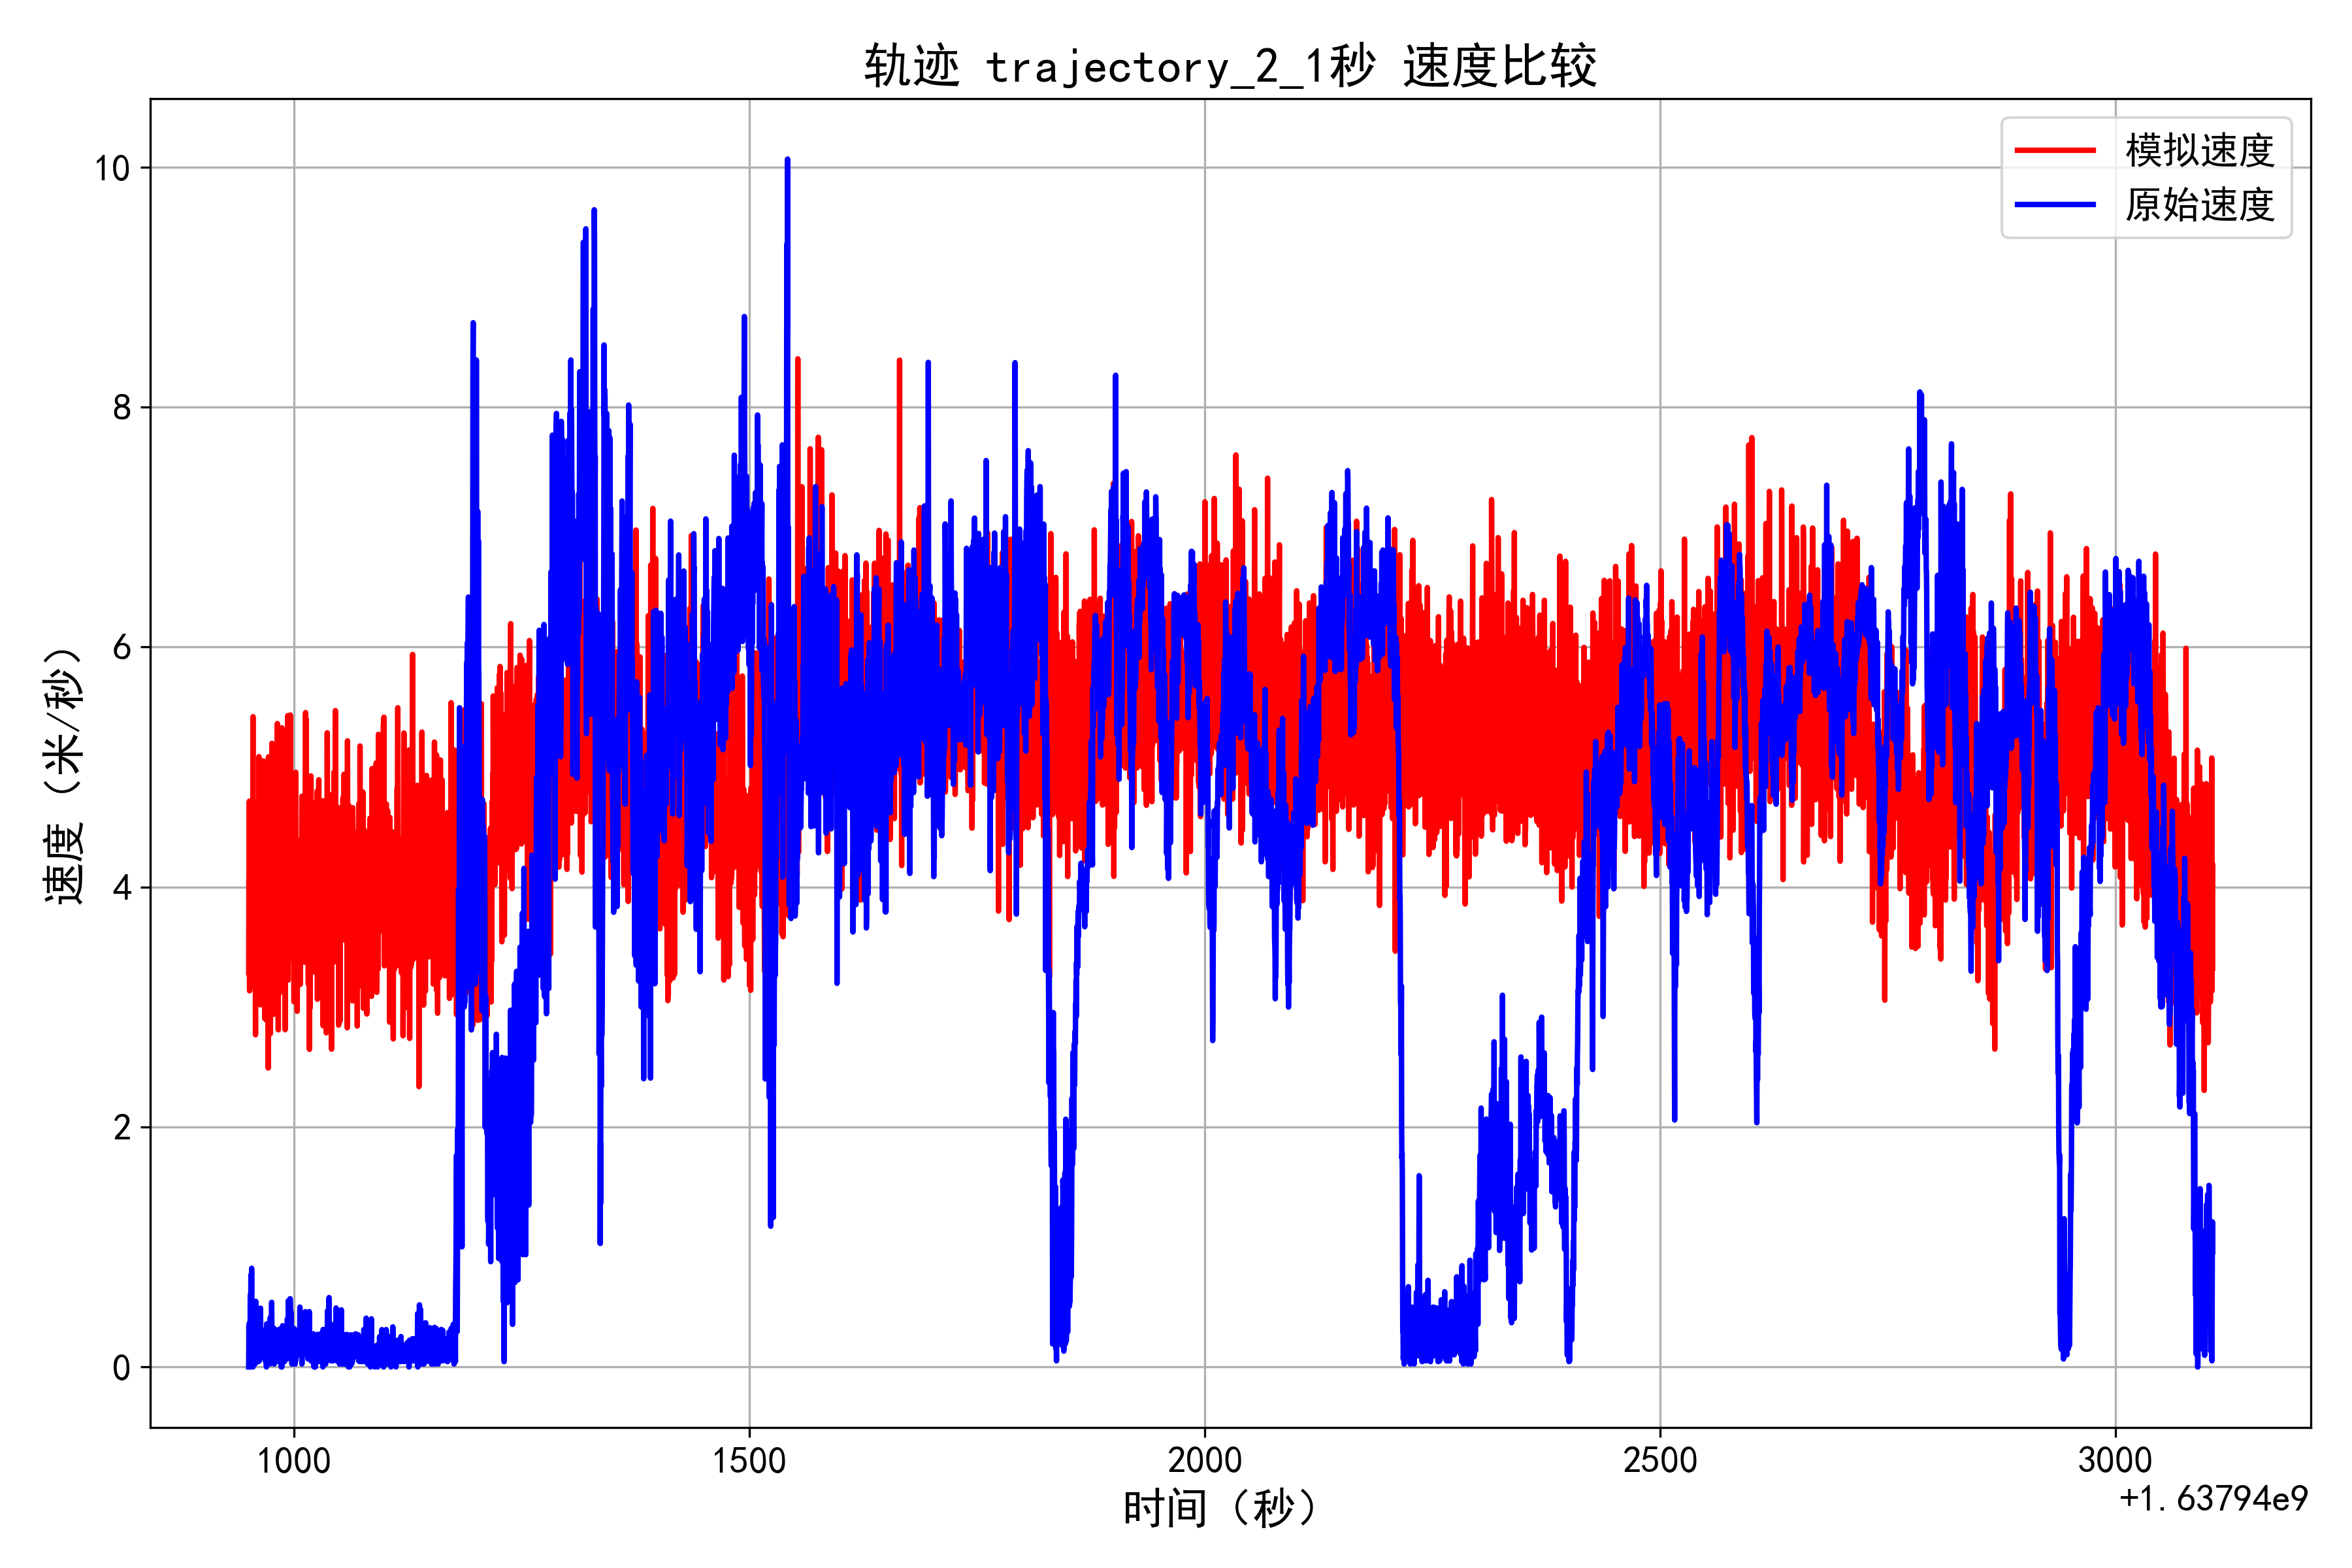 轨迹 trajectory_2_1秒 速度比较
模拟速度
原始速度
速度（米/秒）
10
8
6
4
2
0
1000 1500 2000 2500 3000
时间（秒）
+1.63794e9